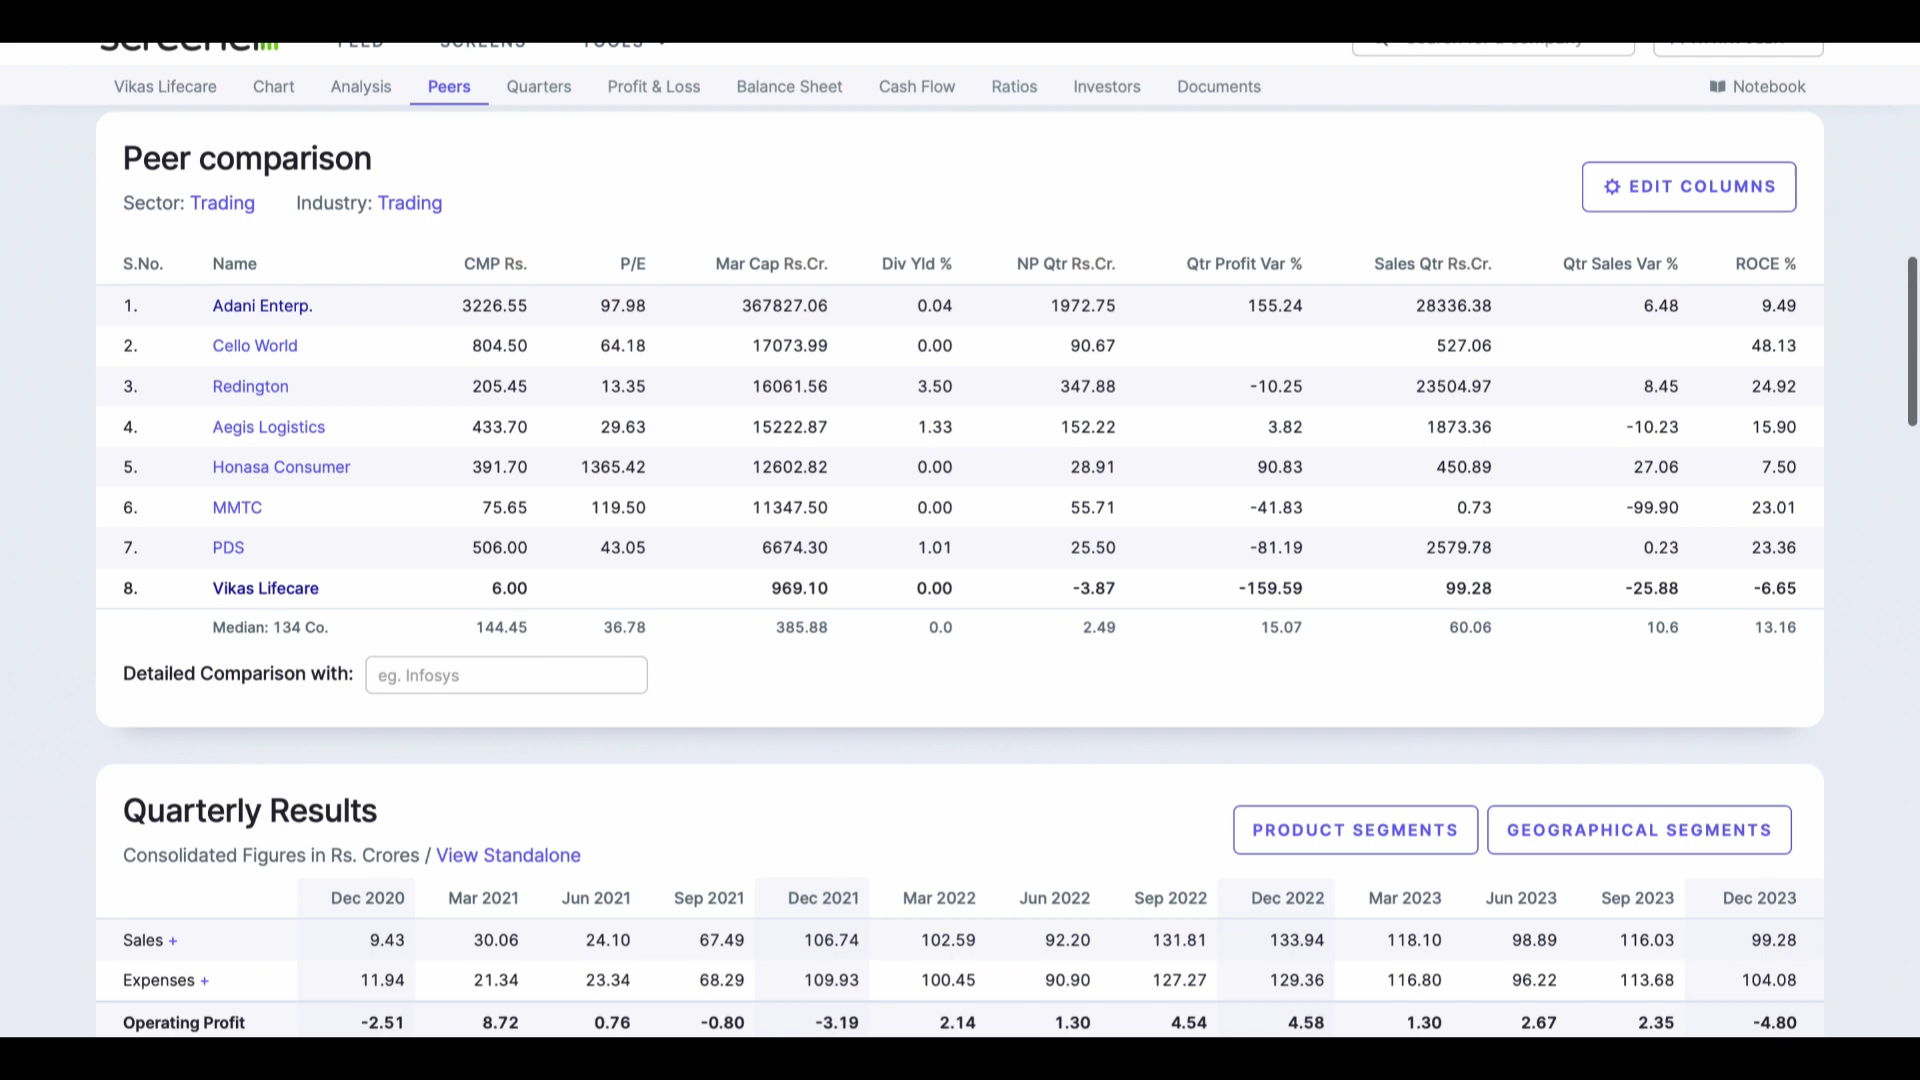 Vikas Lifecare Chart Analysis Peers Quarters Profit & Loss Balance Sheet Cash Flow Ratios Investors Documents Notebook
Peer comparison
Sector: Trading Industry: Trading
EDIT COLUMNS
S.No. Name CMP Rs. P/E Mar Cap Rs.Cr. Div Yld % NP Qtr Rs.Cr. Qtr Profit Var % Sales Qtr Rs.Cr. Qtr Sales Var % ROCE %
1. Adani Enterp. 3226.55 97.98 367827.06 0.04 1972.75 155.24 28336.38 6.48 9.49
2. Cello World 804.50 64.18 17073.99 0.00 90.67 527.06 48.13
3. Redington 205.45 13.35 16061.56 3.50 347.88 -10.25 23504.97 8.45 24.92
4. Aegis Logistics 433.70 29.63 15222.87 1.33 152.22 3.82 1873.36 -10.23 15.90
5. Honasa Consumer 391.70 1365.42 12602.82 0.00 28.91 90.83 450.89 27.06 7.50
6. MMTC 75.65 119.50 11347.50 0.00 55.71 -41.83 0.73 -99.90 23.01
7. PDS 506.00 43.05 6674.30 1.01 25.50 -81.19 2579.78 0.23 23.36
8. Vikas Lifecare 6.00 969.10 0.00 -3.87 -159.59 99.28 -25.88 -6.65
Median: 134 Co. 144.45 36.78 385.88 0.0 2.49 15.07 60.06 10.6 13.16
Detailed Comparison with: eg. Infosys
Quarterly Results
PRODUCT SEGMENTS GEOGRAPHICAL SEGMENTS
Consolidated Figures in Rs. Crores / View Standalone
Dec 2020 Mar 2021 Jun 2021 Sep 2021 Dec 2021 Mar 2022 Jun 2022 Sep 2022 Dec 2022 Mar 2023 Jun 2023 Sep 2023 Dec 2023
Sales + 9.43 30.06 24.10 67.49 106.74 102.59 92.20 131.81 133.94 118.10 98.89 116.03 99.28
Expenses + 11.94 21.34 23.34 68.29 109.93 100.45 90.90 127.27 129.36 116.80 96.22 113.68 104.08
Operating Profit -2.51 8.72 0.76 -0.80 -3.19 2.14 1.30 4.54 4.58 1.30 2.67 2.35 -4.80